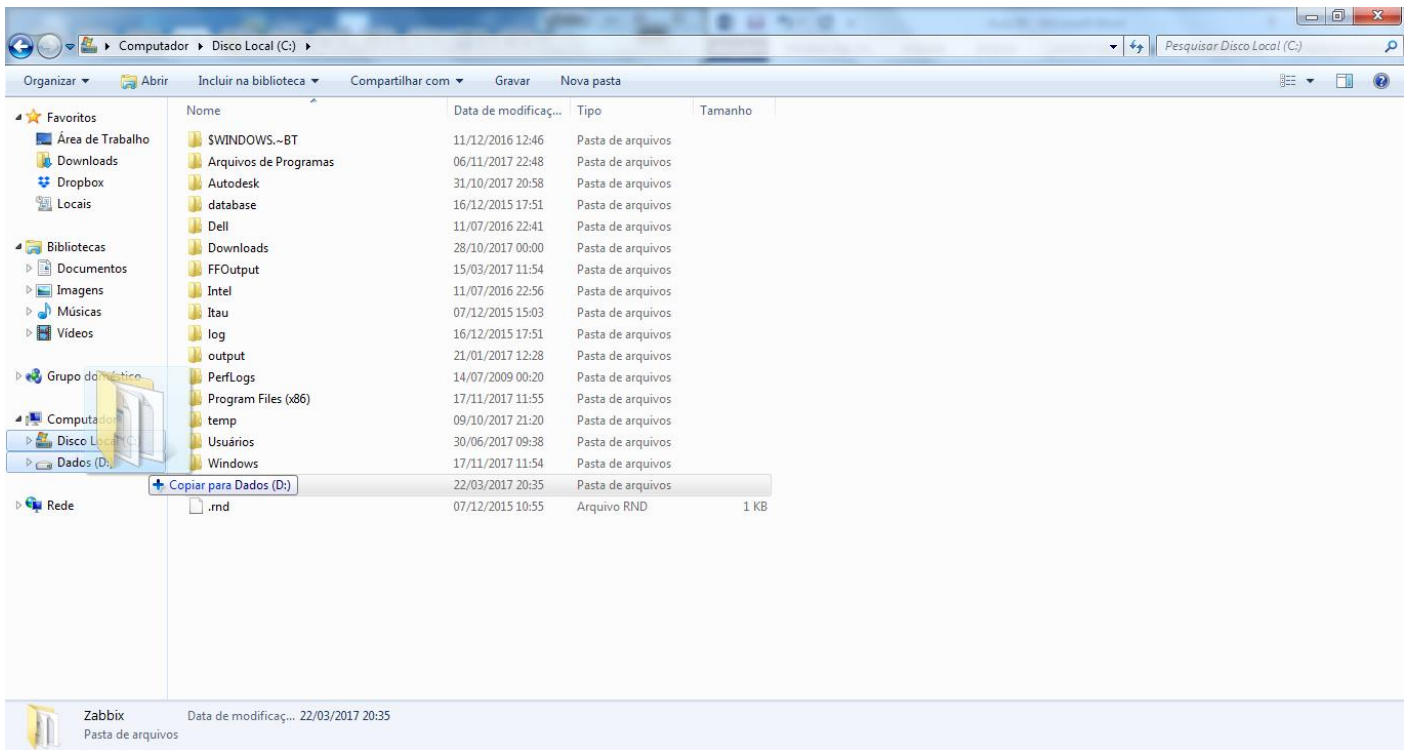 Computador ▸ Disco Local (C:) ▸ Pesquisar Disco Local (C:)
Organizar Abrir Incluir na biblioteca Compartilhar com Gravar Nova pasta
Favoritos
Área de Trabalho
Downloads
Dropbox
Locais
Bibliotecas
Documentos
Imagens
Músicas
Vídeos
Grupo doméstico
Computador
Disco Local (C:)
Dados (D:)
Rede
Nome Data de modificaç... Tipo Tamanho
$WINDOWS.~BT 11/12/2016 12:46 Pasta de arquivos
Arquivos de Programas 06/11/2017 22:48 Pasta de arquivos
Autodesk 31/10/2017 20:58 Pasta de arquivos
database 16/12/2015 17:51 Pasta de arquivos
Dell 11/07/2016 22:41 Pasta de arquivos
Downloads 28/10/2017 00:00 Pasta de arquivos
FFOutput 15/03/2017 11:54 Pasta de arquivos
Intel 11/07/2016 22:56 Pasta de arquivos
Itau 07/12/2015 15:03 Pasta de arquivos
log 16/12/2015 17:51 Pasta de arquivos
output 21/01/2017 12:28 Pasta de arquivos
PerfLogs 14/07/2009 00:20 Pasta de arquivos
Program Files (x86) 17/11/2017 11:55 Pasta de arquivos
temp 09/10/2017 21:20 Pasta de arquivos
Usuários 30/06/2017 09:38 Pasta de arquivos
Windows 17/11/2017 11:54 Pasta de arquivos
Copiar para Dados (D:) 22/03/2017 20:35 Pasta de arquivos
.rnd 07/12/2015 10:55 Arquivo RND 1 KB
Zabbix Data de modificaç... 22/03/2017 20:35
Pasta de arquivos